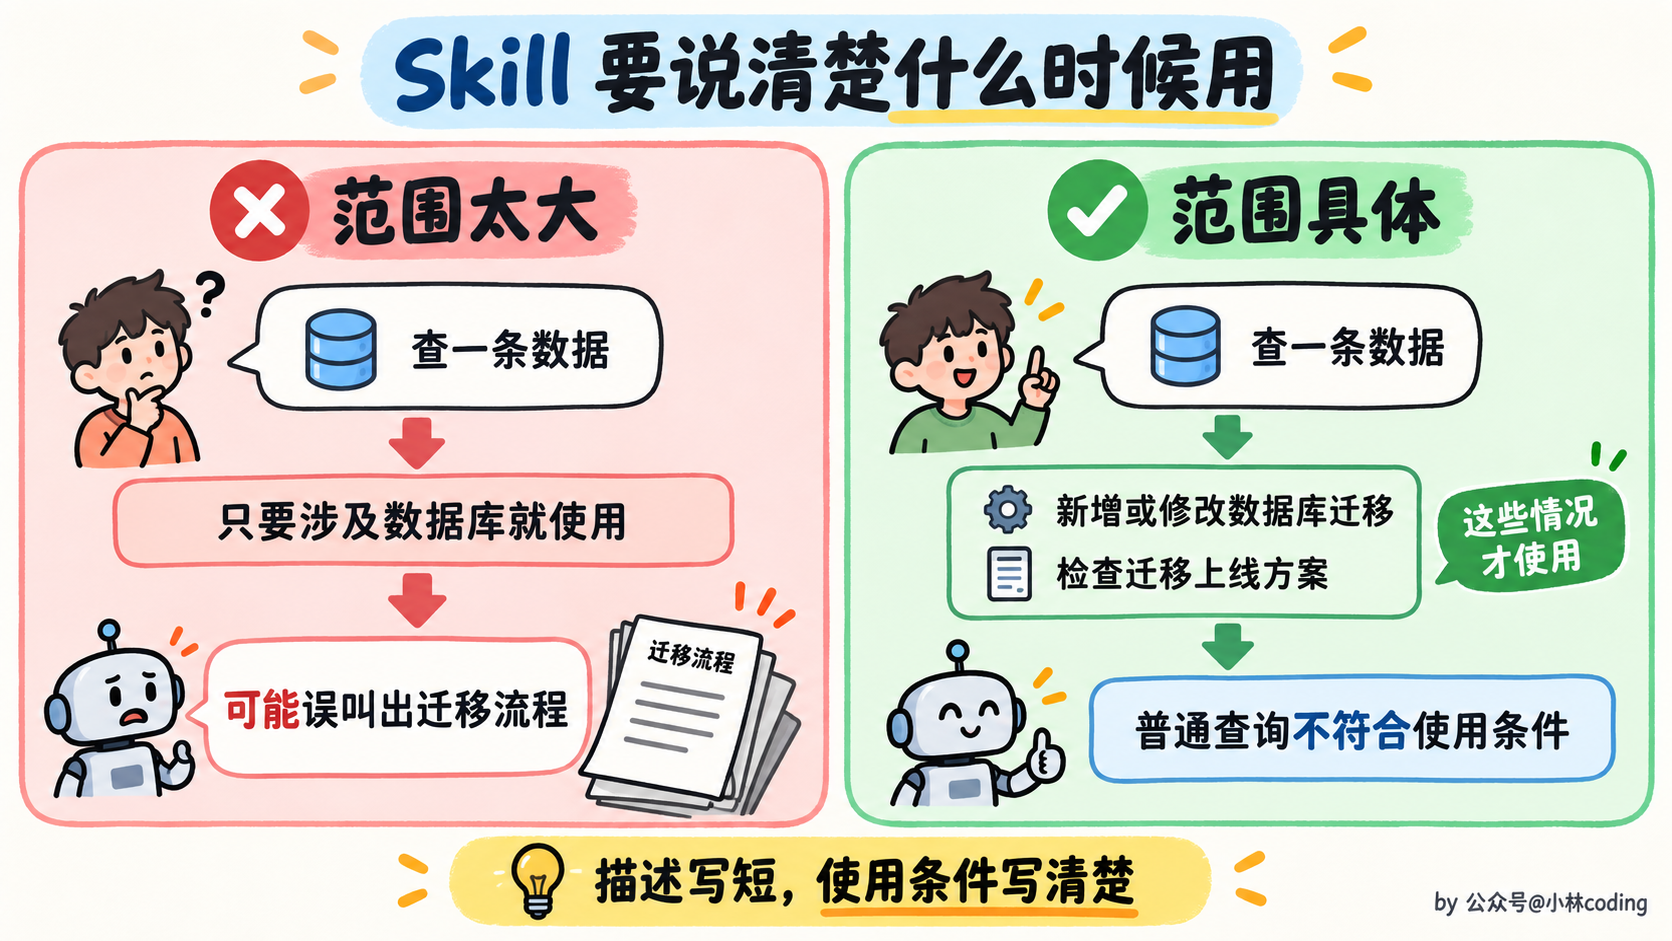 Skill 要说清楚什么时候用
范围太大
?
查一条数据
只要涉及数据库就使用
可能误叫出迁移流程
迁移流程
范围具体
查一条数据
新增或修改数据库迁移
检查迁移上线方案
这些情况
才使用
普通查询不符合使用条件
描述写短，使用条件写清楚
by 公众号@小林coding